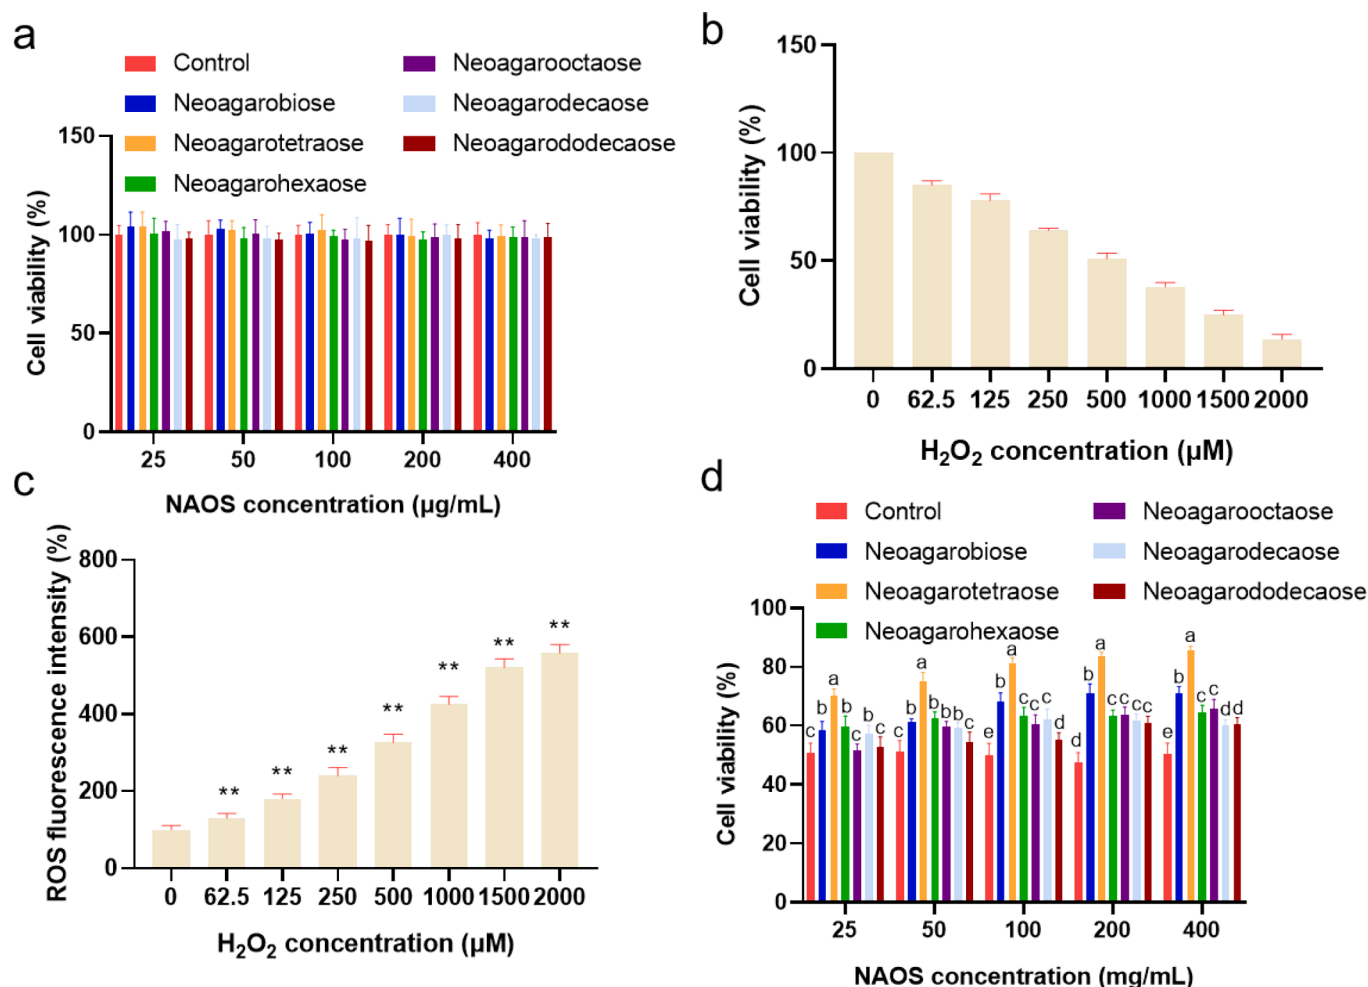 a
Control
Neoagarobiose
Neoagarotetraose
Neoagarohexaose
Neoagarooctaose
Neoagarodecaose
Neoagarododecaose
Cell viability (%)
150
100
50
0
25 50 100 200 400
NAOS concentration (µg/mL)
b
Cell viability (%)
150
100
50
0
0 62.5 125 250 500 1000 1500 2000
H₂O₂ concentration (µM)
c
ROS fluorescence intensity (%)
800
600
400
200
0
** ** ** ** ** ** **
0 62.5 125 250 500 1000 1500 2000
H₂O₂ concentration (µM)
d
Control
Neoagarobiose
Neoagarotetraose
Neoagarohexaose
Neoagarooctaose
Neoagarodecaose
Neoagarododecaose
Cell viability (%)
100
80
60
40
20
0
c b a b c b c
c b a b b b c
e b a c c c d
d b a c c c c
e b a c c d d
25 50 100 200 400
NAOS concentration (mg/mL)